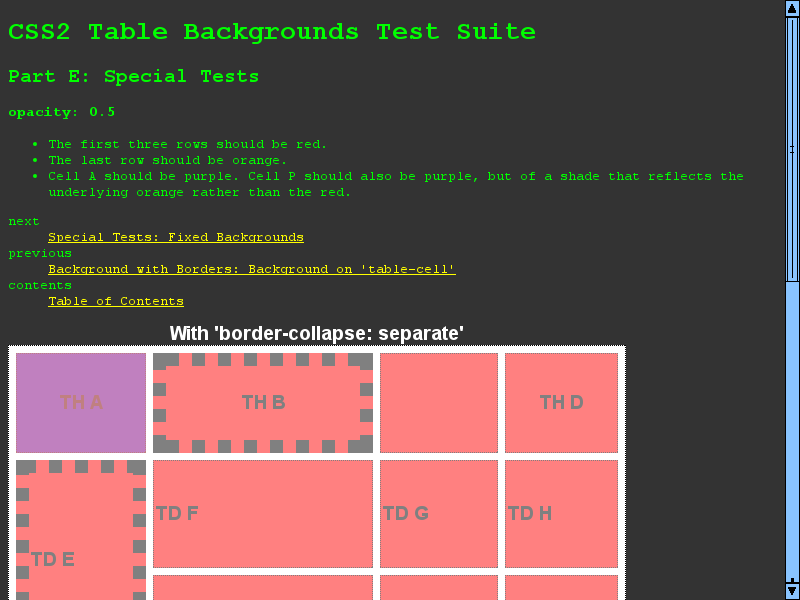 CSS2 Table Backgrounds Test Suite
Part E: Special Tests
opacity: 0.5
• The first three rows should be red.
• The last row should be orange.
• Cell A should be purple. Cell P should also be purple, but of a shade that reflects the
underlying orange rather than the red.
next
Special Tests: Fixed Backgrounds
previous
Background with Borders: Background on 'table-cell'
contents
Table of Contents
With 'border-collapse: separate'
TH A TH B TH D
TD F TD G TD H
TD E